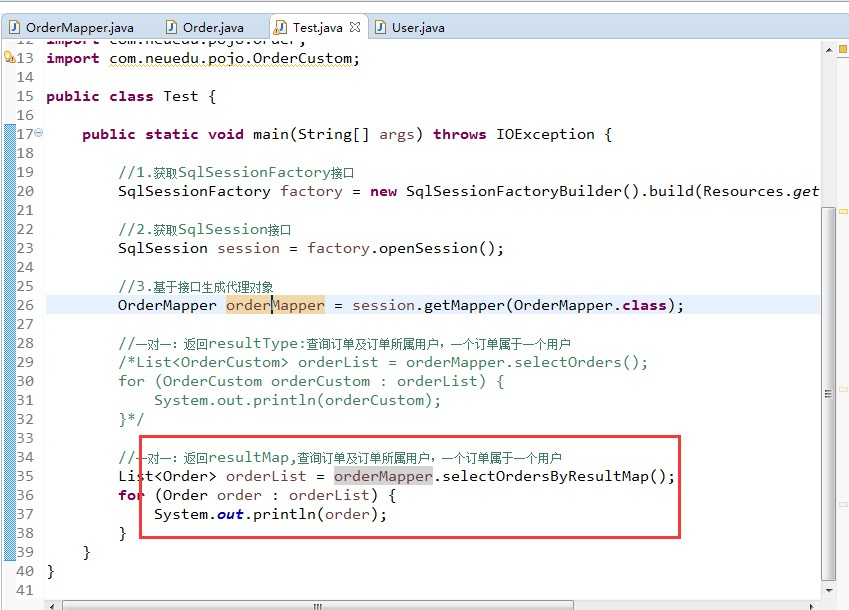 OrderMapper.java Order.java Test.java User.java
12 import com.neuedu.pojo.Order;
13 import com.neuedu.pojo.OrderCustom;
14
15 public class Test {
16
17 public static void main(String[] args) throws IOException {
18
19 //1.获取SqlSessionFactory接口
20 SqlSessionFactory factory = new SqlSessionFactoryBuilder().build(Resources.get
21
22 //2.获取SqlSession接口
23 SqlSession session = factory.openSession();
24
25 //3.基于接口生成代理对象
26 OrderMapper orderMapper = session.getMapper(OrderMapper.class);
27
28 //一对一：返回resultType:查询订单及订单所属用户，一个订单属于一个用户
29 /*List<OrderCustom> orderList = orderMapper.selectOrders();
30 for (OrderCustom orderCustom : orderList) {
31 System.out.println(orderCustom);
32 }*/
33
34 //一对一：返回resultMap,查询订单及订单所属用户，一个订单属于一个用户
35 List<Order> orderList = orderMapper.selectOrdersByResultMap();
36 for (Order order : orderList) {
37 System.out.println(order);
38 }
39 }
40 }
41